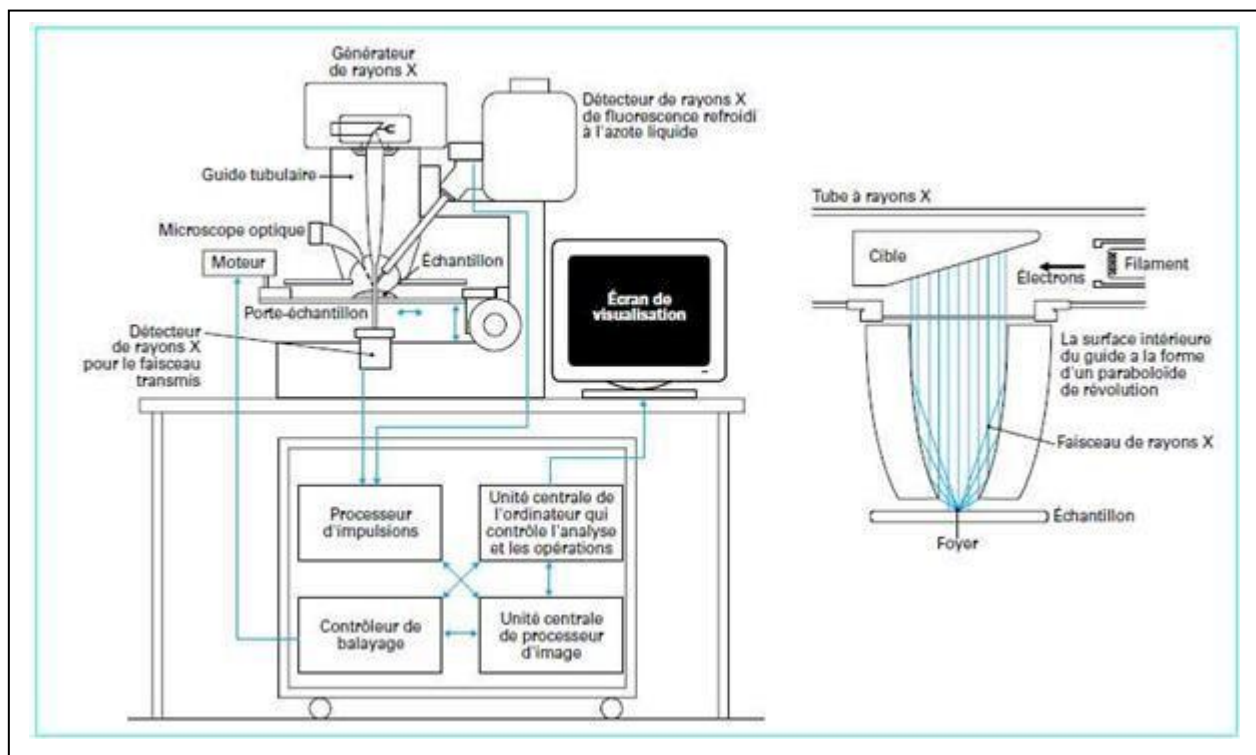 Générateur
de rayons X
Détecteur de rayons X
de fluorescence refroidi
à l'azote liquide
Guide tubulaire
Microscope optique
Moteur
Échantillon
Porte-échantillon
Détecteur
de rayons X
pour le faisceau
transmis
Écran de
visualisation
Processeur
d'impulsions
Unité centrale de
l'ordinateur qui
contrôle l'analyse
et les opérations
Contrôleur de
balayage
Unité centrale
de processeur
d'image
Tube à rayons X
Cible
Électrons
Filament
La surface intérieure
du guide a la forme
d'un paraboloïde
de révolution
Faisceau de rayons X
Échantillon
Foyer